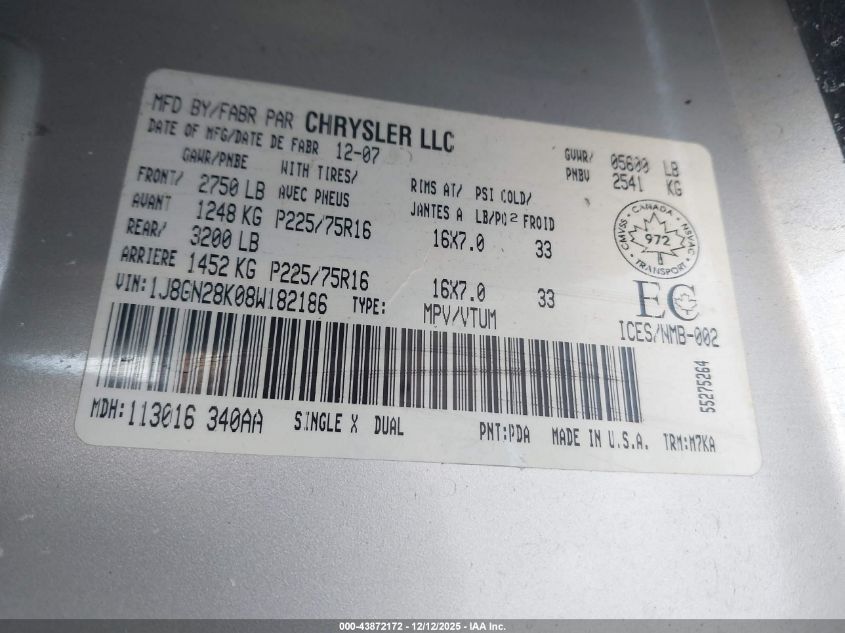 MFD BY/FABR PAR CHRYSLER LLC
DATE OF MFG/DATE DE FABR 12-07
GVWR/ 05600 LB
PNBV 2541 KG
GAWR/PNBE WITH TIRES/ RIMS AT/ PSI COLD/
FRONT/ 2750 LB AVEC PNEUS JANTES A LB/PO2 FROID
AVANT 1248 KG P225/75R16 16X7.0 33
REAR/ 3200 LB
ARRIERE 1452 KG P225/75R16 16X7.0 33
VIN:1J8GN28K08W182186 TYPE: MPV/VTUM
CANADA
CMVSS 972 NSVAC
TRANSPORT
EC
ICES/NMB-002
55275264
MDH:113016 340AA SINGLE X DUAL PNT:PDA MADE IN U.S.A. TRM:M7KA
000-43872172 - 12/12/2025 - IAA Inc.